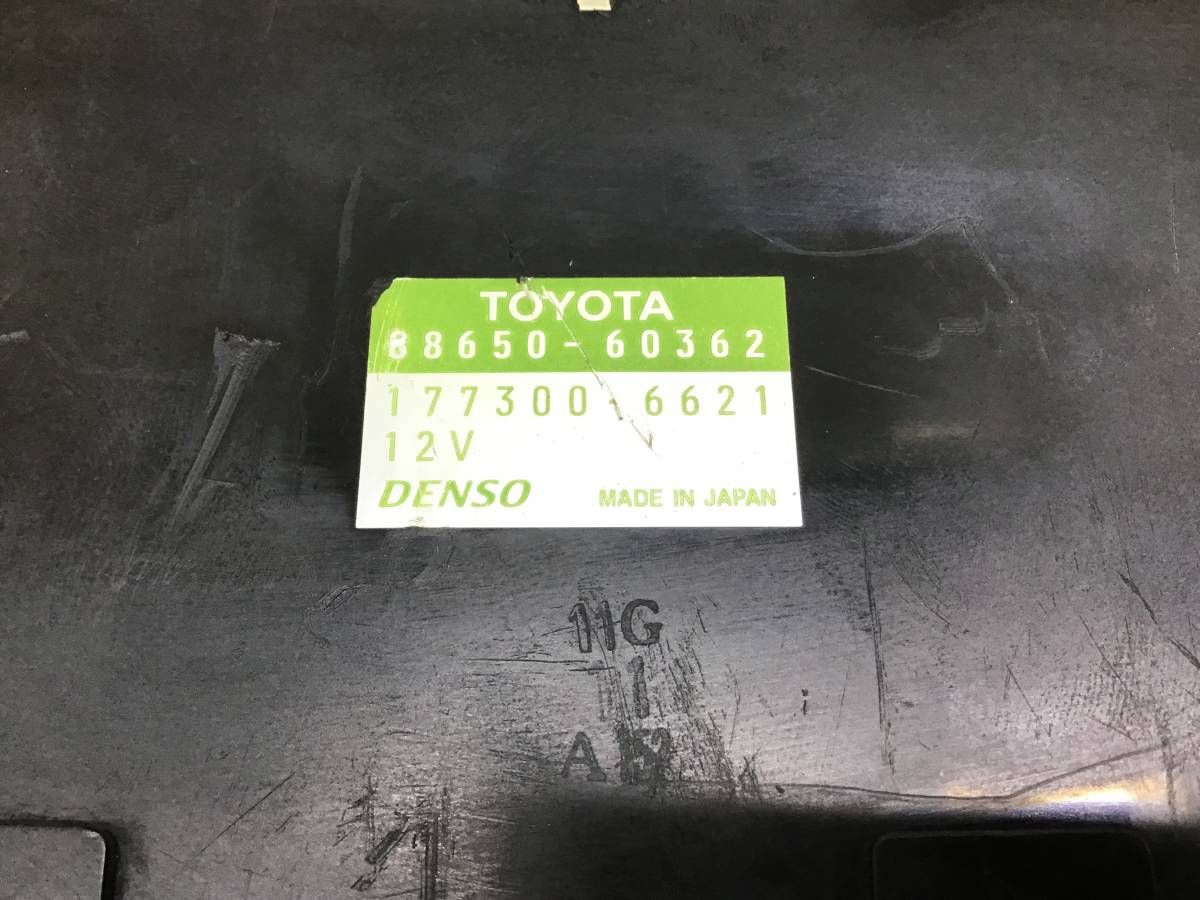 TOYOTA
88650-60362
177300-6621
12V
DENSO MADE IN JAPAN
11G
1